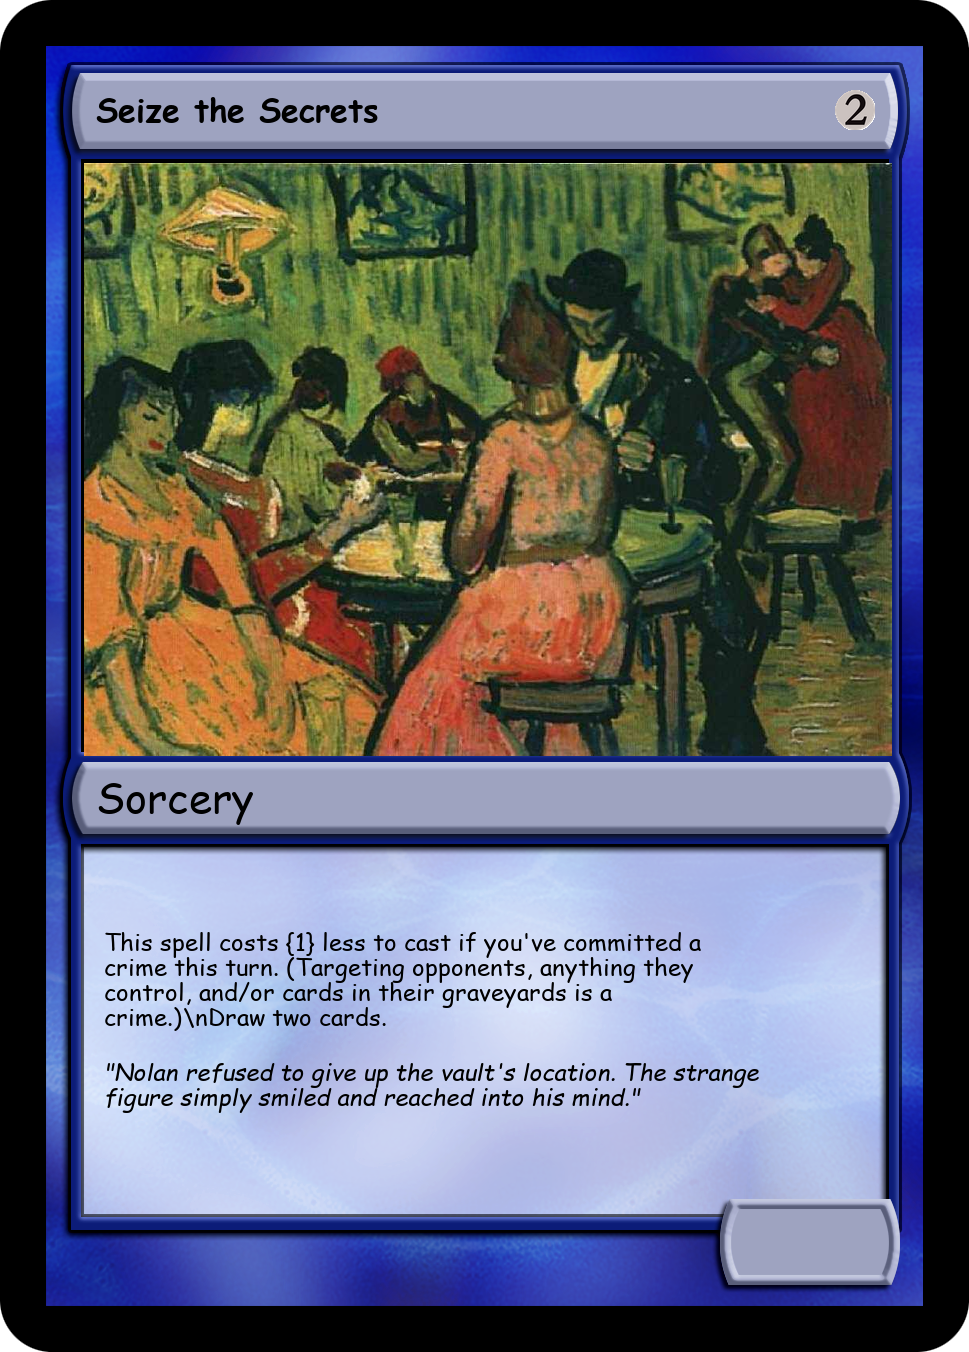 Seize the Secrets 2
Sorcery
This spell costs {1} less to cast if you've committed a
crime this turn. (Targeting opponents, anything they
control, and/or cards in their graveyards is a
crime.)\nDraw two cards.
"Nolan refused to give up the vault's location. The strange
figure simply smiled and reached into his mind."